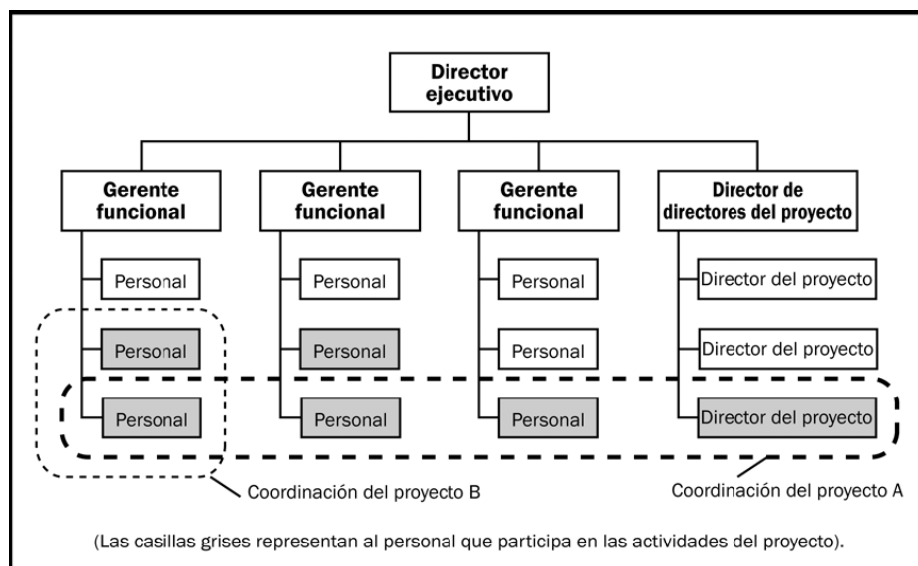 Director
ejecutivo
Gerente
funcional
Gerente
funcional
Gerente
funcional
Director de
directores del proyecto
Personal
Personal
Personal
Director del proyecto
Personal
Personal
Personal
Director del proyecto
Personal
Personal
Personal
Director del proyecto
Coordinación del proyecto B
Coordinación del proyecto A
(Las casillas grises representan al personal que participa en las actividades del proyecto).